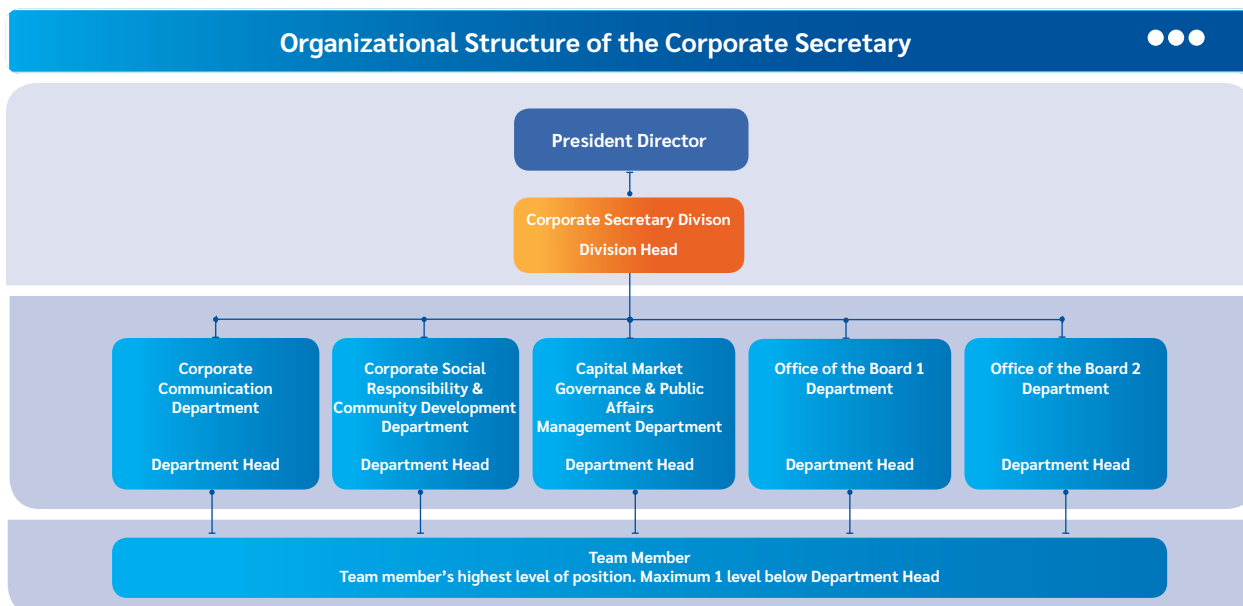 Organizational Structure of the Corporate Secretary
President Director
Corporate Secretary Divison
Division Head
Corporate
Communication
Department
Department Head
Corporate Social
Responsibility &
Community Development
Department
Department Head
Capital Market
Governance & Public
Affairs
Management Department
Department Head
Office of the Board 1
Department
Department Head
Office of the Board 2
Department
Department Head
Team Member
Team member’s highest level of position. Maximum 1 level below Department Head